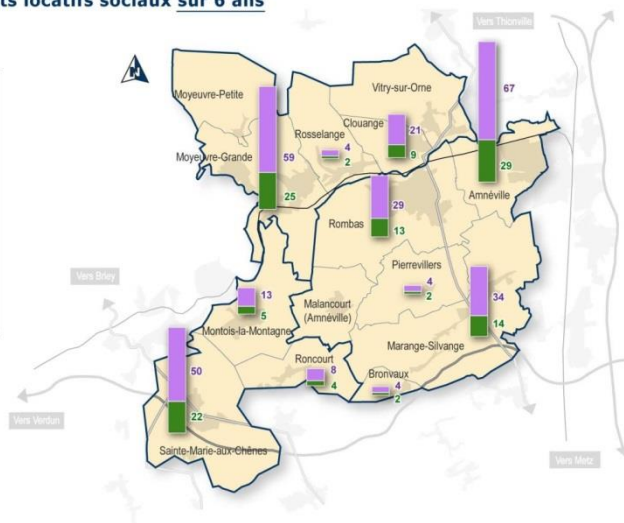 ts locatifs sociaux sur 6 ans
Vers Thionville
Moyeuvre-Petite
Vitry-sur-Orne
67
Clouange
21
Rosselange
4
2
9
Moyeuvre-Grande
59
29
25
Amnéville
29
Rombas
13
Pierrevillers
4
2
Vers Briey
13
5
Malancourt
(Amnéville)
34
14
Montois-la-Montagne
Marange-Silvange
50
Roncourt
8
4
Bronvaux
4
2
22
Vers Verdun
Sainte-Marie-aux-Chênes
Vers Metz